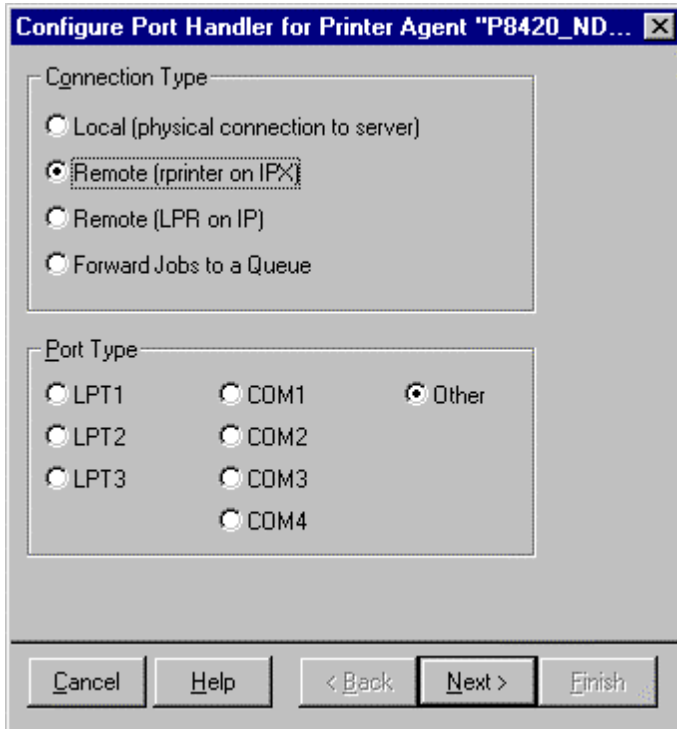 Configure Port Handler for Printer Agent "P8420_ND...
Connection Type
Local (physical connection to server)
Remote (rprinter on IPX)
Remote (LPR on IP)
Forward Jobs to a Queue
Port Type
LPT1 COM1 Other
LPT2 COM2
LPT3 COM3
COM4
Cancel Help < Back Next > Finish